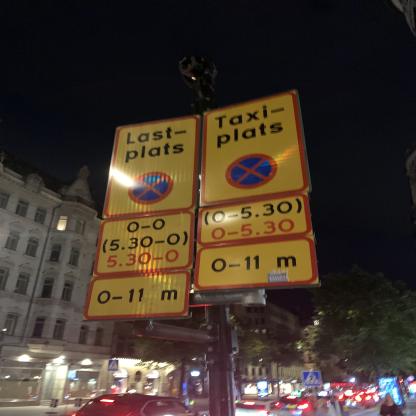 Last-
plats
0-0
(5.30-0)
5.30-0
0-11 m
Taxi-
plats
(0-5.30)
0-5.30
0-11 m